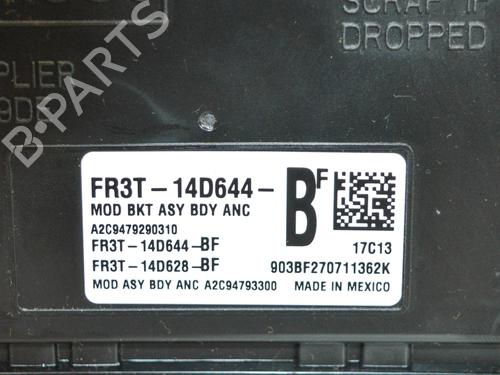 SCRAP IF
DROPPED
PLIER
B-PARTS
FR3T-14D644- BF
MOD BKT ASY BDY ANC
A2C9479290310
FR3T-14D644-BF 17C13
FR3T-14D628-BF 903BF270711362K
MOD ASY BDY ANC A2C94793300 MADE IN MEXICO